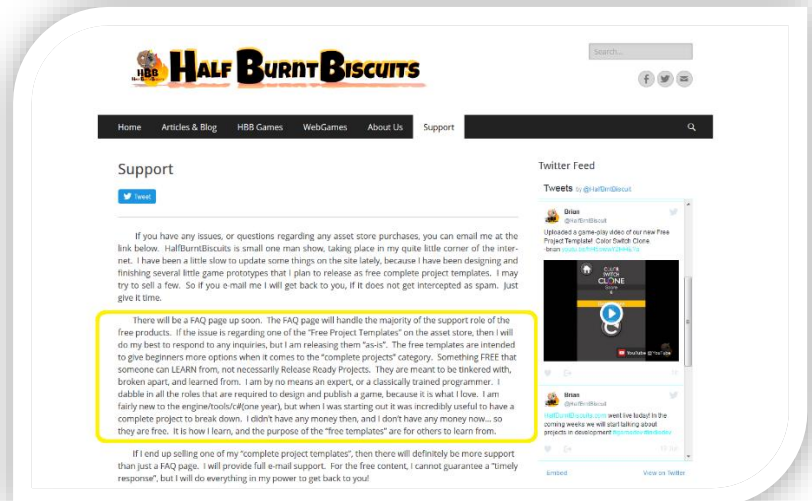 HBB HALF BURNT BISCUITS
Search...
Home Articles & Blog HBB Games WebGames About Us Support
Support
Tweet
If you have any issues, or questions regarding any asset store purchases, you can email me at the
link below. HalfBurntBiscuits is small one man show, taking place in my quite little corner of the inter-
net. I have been a little slow to update some things on the site lately, because I have been designing and
finishing several little game prototypes that I plan to release as free complete project templates. I may
try to sell a few. So if you e-mail me I will get back to you, if it does not get intercepted as spam. Just
give it time.
There will be a FAQ page up soon. The FAQ page will handle the majority of the support role of the
free products. If the issue is regarding one of the "Free Project Templates" on the asset store, then I will
do my best to respond to any inquiries, but I am releasing them "as-is". The free templates are intended
to give beginners more options when it comes to the "complete projects" category. Something FREE that
someone can LEARN from, not necessarily Release Ready Projects. They are meant to be tinkered with,
broken apart, and learned from. I am by no means an expert, or a classically trained programmer. I
dabble in all the roles that are required to design and publish a game, because it is what I love. I am
fairly new to the engine/tools/c#(one year), but when I was starting out it was incredibly useful to have a
complete project to break down. I didn't have any money then, and I don't have any money now... so
they are free. It is how I learn, and the purpose of the "free templates" are for others to learn from.
If I end up selling one of my "complete project templates", then there will definitely be more support
than just a FAQ page. I will provide full e-mail support. For the free content, I cannot guarantee a "timely
response", but I will do everything in my power to get back to you!
Twitter Feed
Tweets by @HalfBrntBiscuit
Brian
@HalfBrntBiscuit
Uploaded a game-play video of our new Free
Project Template! Color Switch Clone
-brian
COLOR
SWITCH
CLONE
Score
YouTube @YouTube
Brian
@HalfBrntBiscuit
HalfBurntBiscuits.com went live today! In the
coming weeks we will start talking about
projects in development
Embed View on Twitter